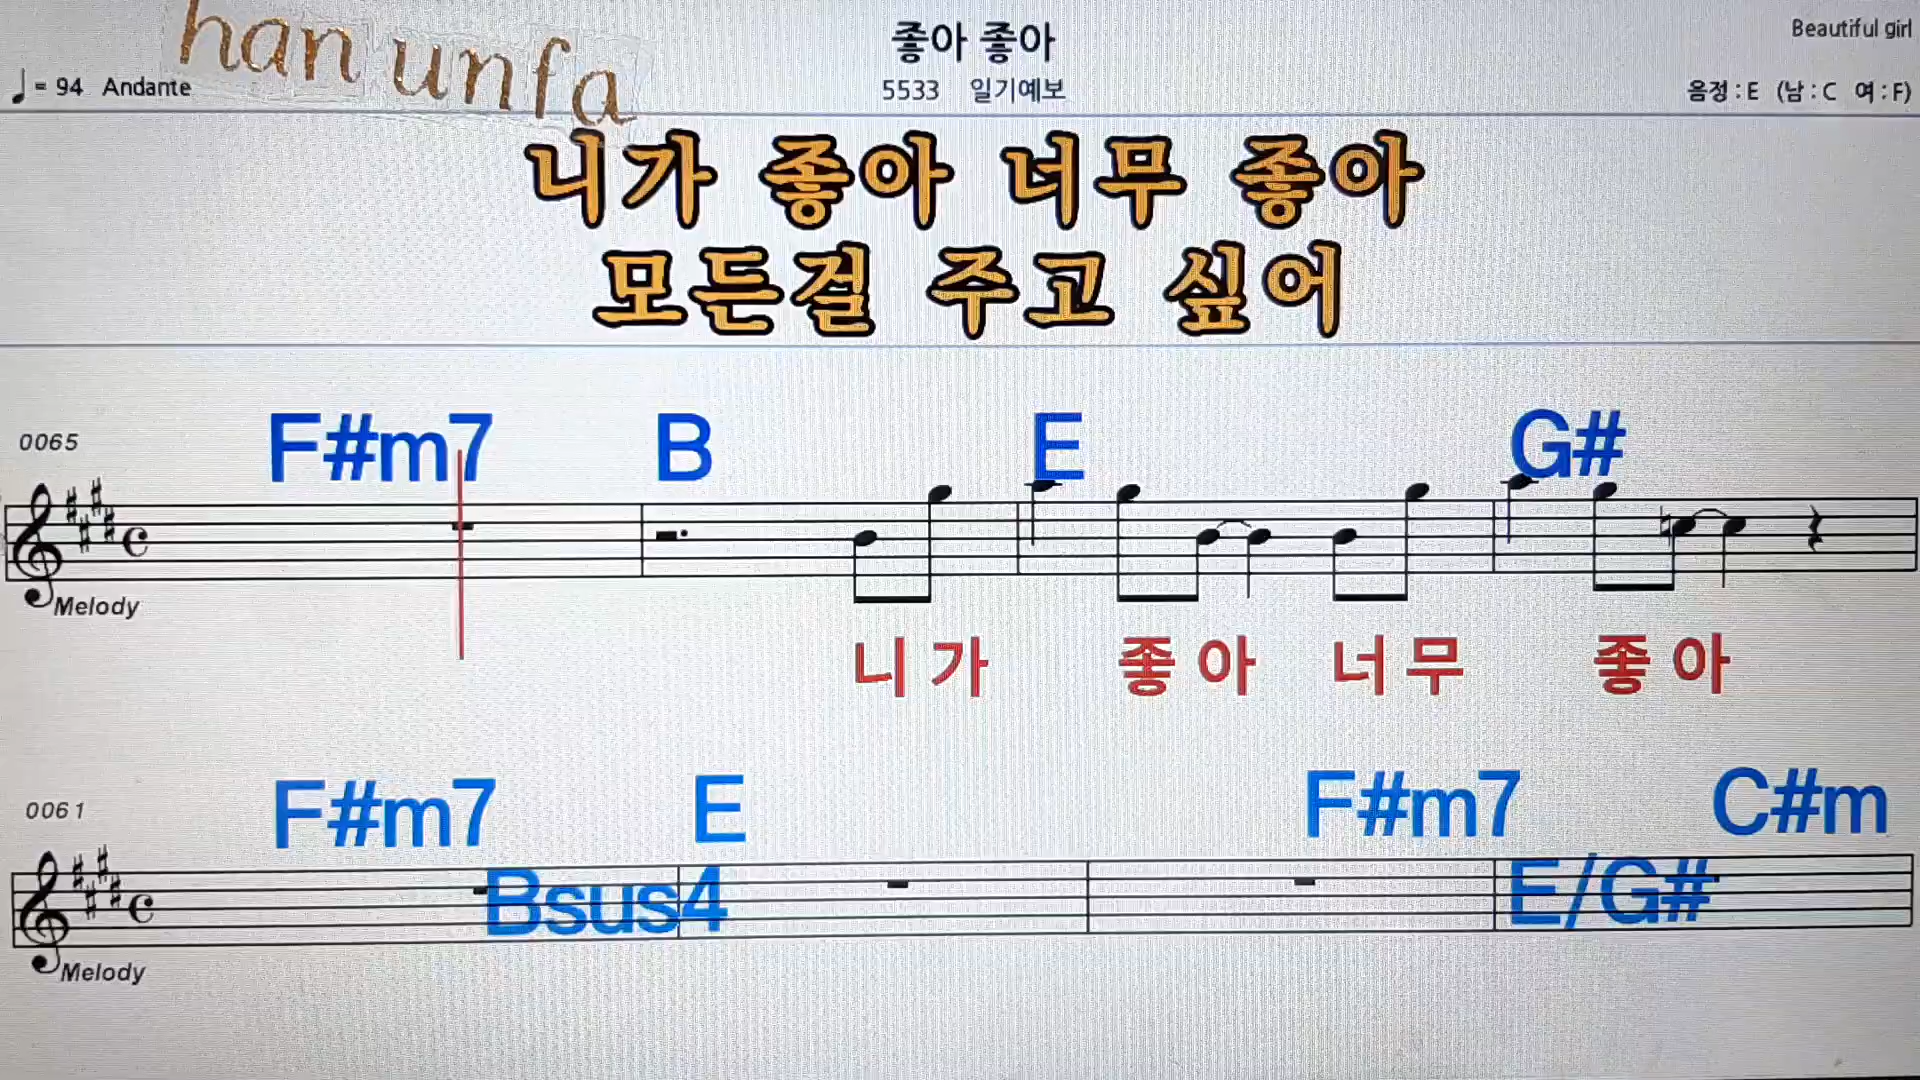 han unfa
좋아 좋아
Beautiful girl
♩= 94 Andante
5533 일기예보
음정 : E (남 : C 여 : F)
니가 좋아 너무 좋아
모든걸 주고 싶어
0065
F#m7 B E G#
Melody
니 가 좋 아 너 무 좋 아
0061
F#m7 E F#m7 C#m
Bsus4 E/G#
Melody